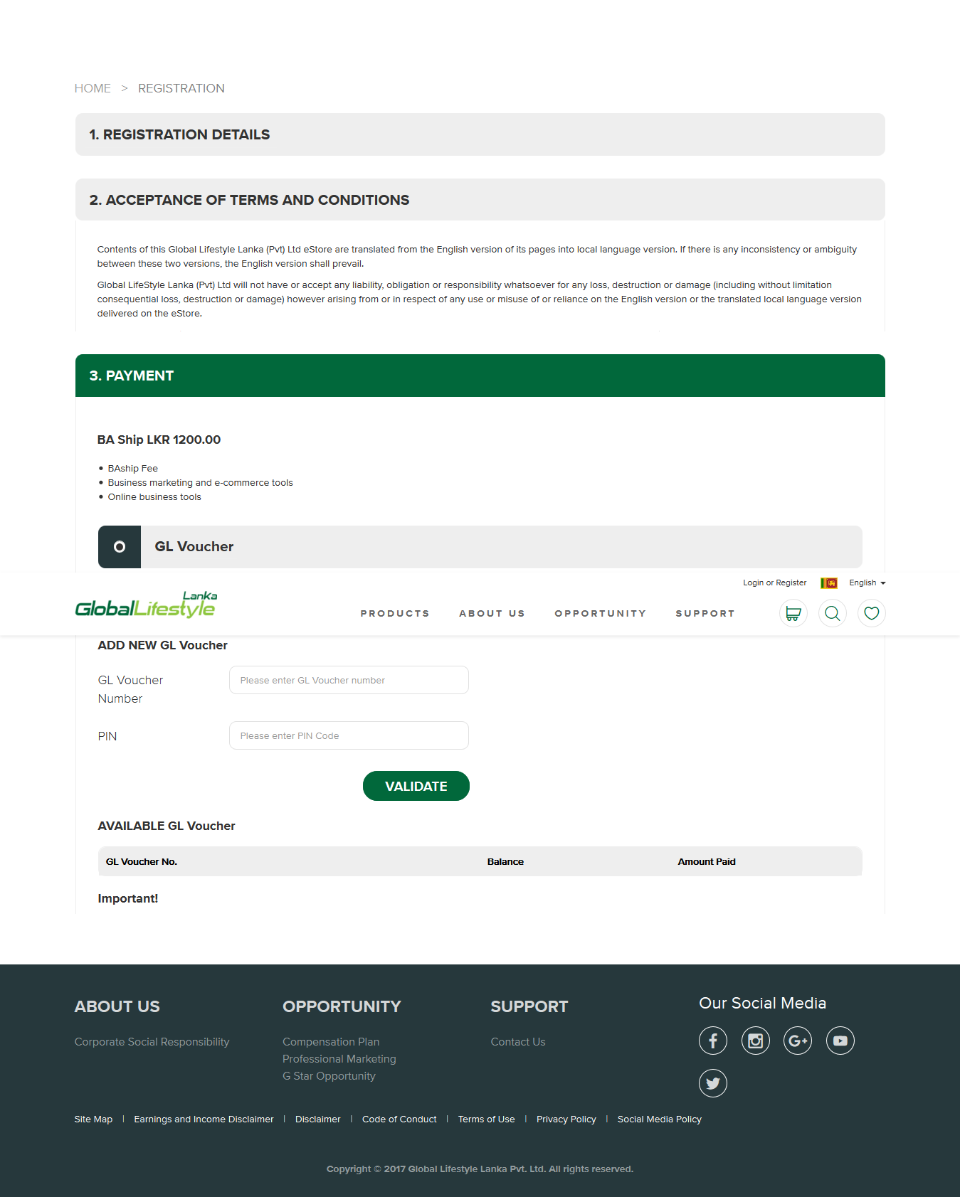 HOME > REGISTRATION
1. REGISTRATION DETAILS
2. ACCEPTANCE OF TERMS AND CONDITIONS
Contents of this Global Lifestyle Lanka (Pvt) Ltd eStore are translated from the English version of its pages into local language version. If there is any inconsistency or ambiguity
between these two versions, the English version shall prevail.
Global LifeStyle Lanka (Pvt) Ltd will not have or accept any liability, obligation or responsibility whatsoever for any loss, destruction or damage (including without limitation
consequential loss, destruction or damage) however arising from or in respect of any use or misuse of or reliance on the English version or the translated local language version
delivered on the eStore.
3. PAYMENT
BA Ship LKR 1200.00
• BAship Fee
• Business marketing and e-commerce tools
• Online business tools
GL Voucher
Login or Register English
GlobalLifestyle Lanka
PRODUCTS ABOUT US OPPORTUNITY SUPPORT
ADD NEW GL Voucher
GL Voucher
Number
Please enter GL Voucher number
PIN Please enter PIN Code
VALIDATE
AVAILABLE GL Voucher
GL Voucher No. Balance Amount Paid
Important!
ABOUT US OPPORTUNITY SUPPORT Our Social Media
Corporate Social Responsibility Compensation Plan Contact Us
Professional Marketing
G Star Opportunity
Site Map | Earnings and Income Disclaimer | Disclaimer | Code of Conduct | Terms of Use | Privacy Policy | Social Media Policy
Copyright © 2017 Global Lifestyle Lanka Pvt. Ltd. All rights reserved.